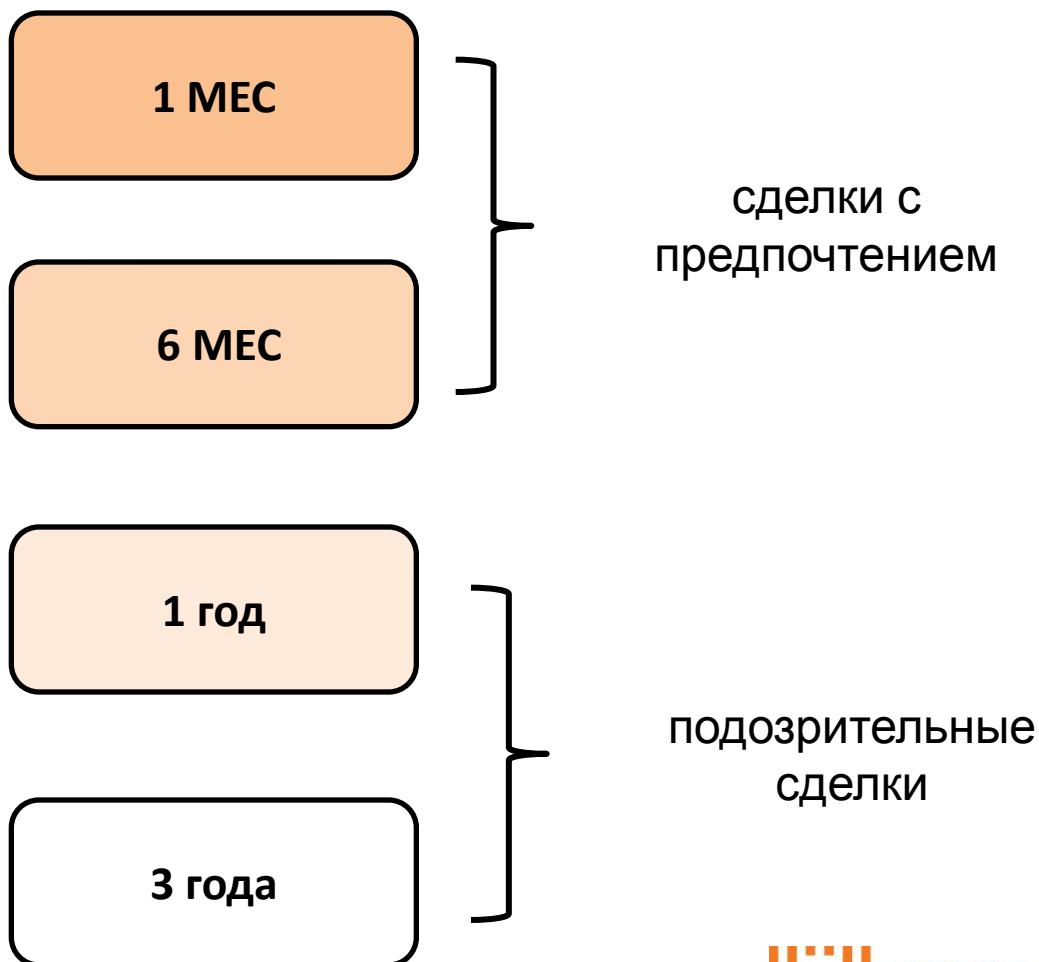 1 МЕС
сделки с
предпочтением
6 МЕС
1 год
подозрительные
сделки
3 года